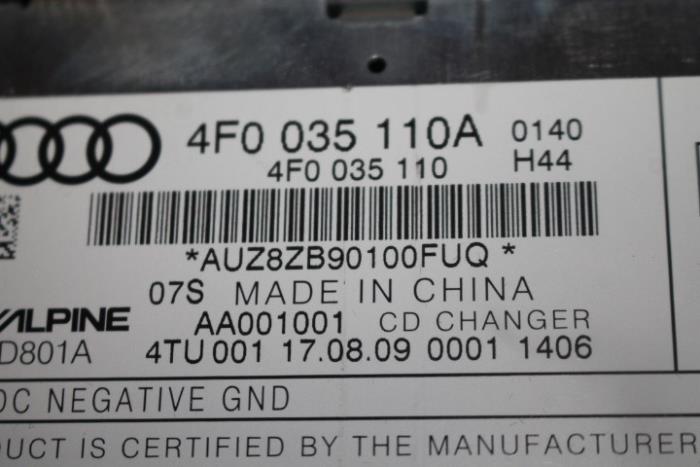 4F0 035 110A 0140
4F0 035 110 H44
*AUZ8ZB90100FUQ *
07S MADE IN CHINA
ALPINE AA001001 CD CHANGER
D801A 4TU 001 17.08.09 0001 1406
DC NEGATIVE GND
DUCT IS CERTIFIED BY THE MANUFACTURER